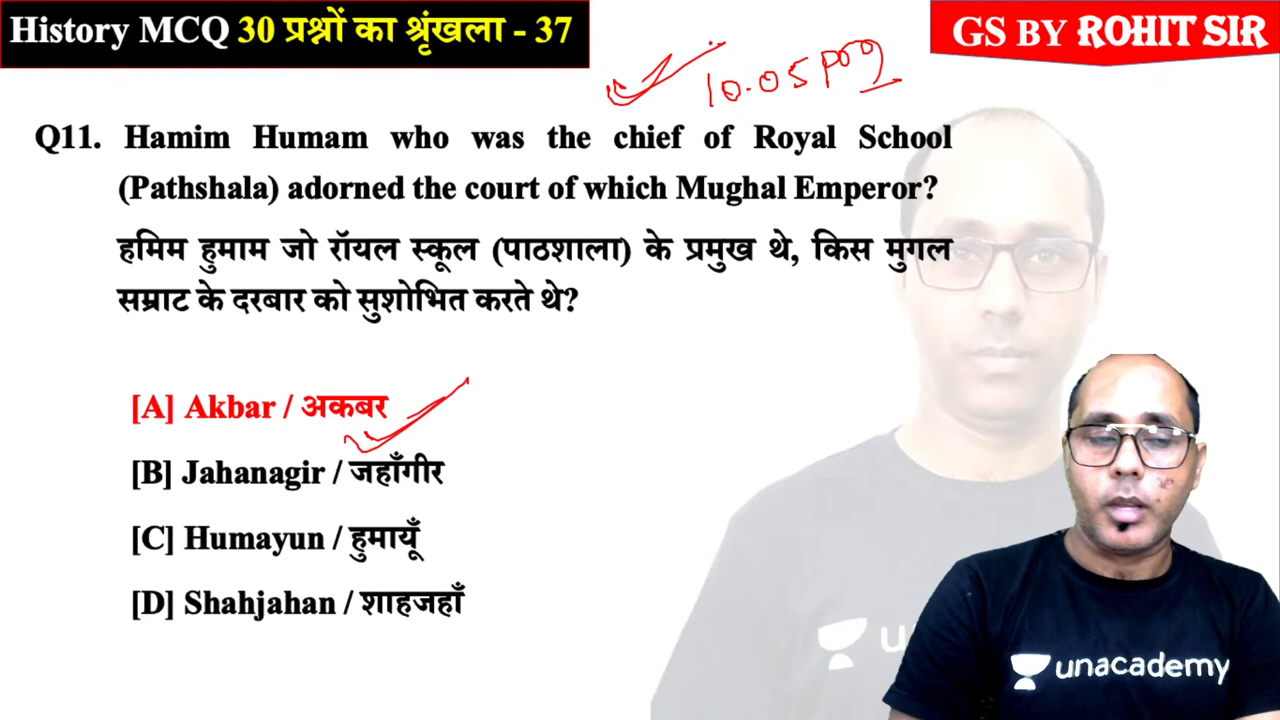 History MCQ 30 प्रश्नों का श्रृंखला - 37
GS BY ROHIT SIR
10.05 pm
Q11. Hamim Humam who was the chief of Royal School
(Pathshala) adorned the court of which Mughal Emperor?
हमिम हुमाम जो रॉयल स्कूल (पाठशाला) के प्रमुख थे, किस मुगल
सम्राट के दरबार को सुशोभित करते थे?
[A] Akbar / अकबर
[B] Jahanagir / जहाँगीर
[C] Humayun / हुमायूँ
[D] Shahjahan / शाहजहाँ
unacademy